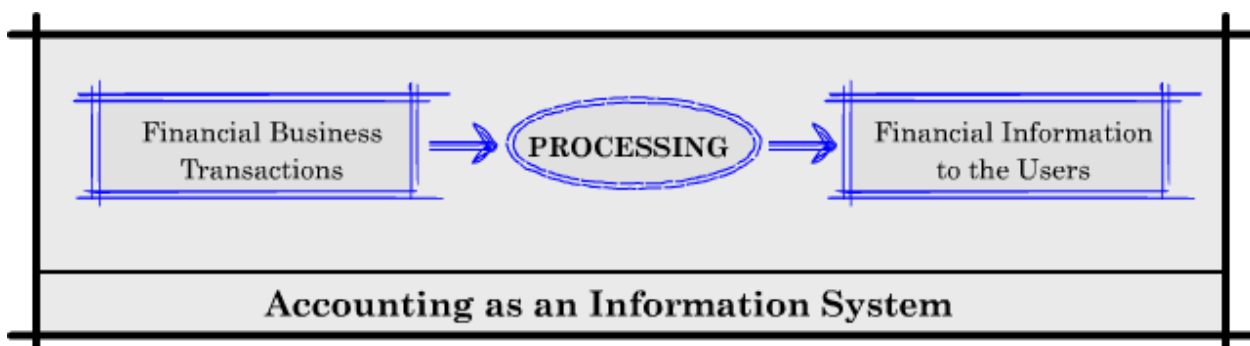 Financial Business
Transactions
PROCESSING
Financial Information
to the Users
Accounting as an Information System